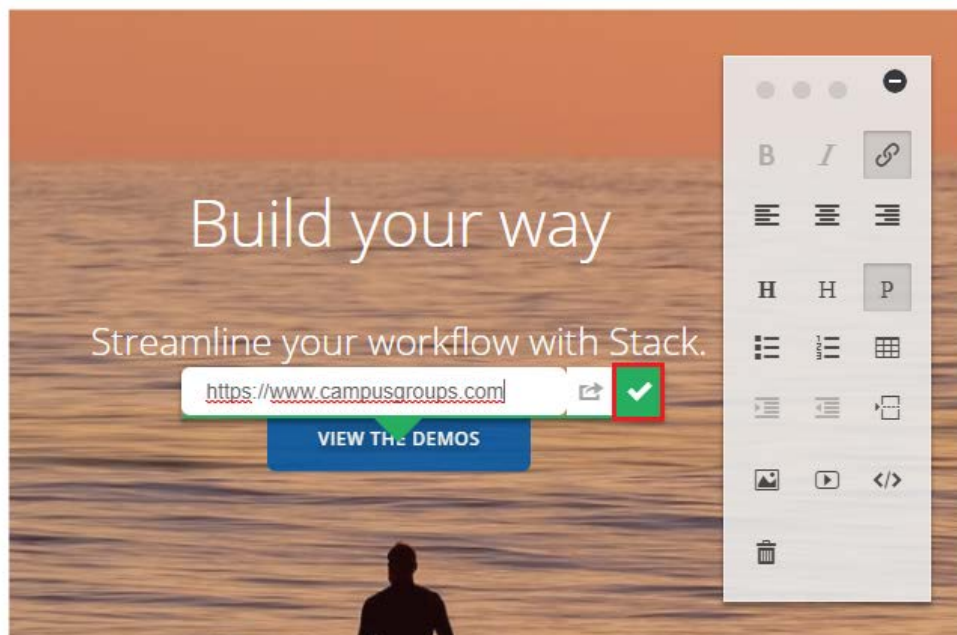 Build your way
Streamline your workflow with Stack.
https://www.campusgroups.com
VIEW THE DEMOS
B I
H H P